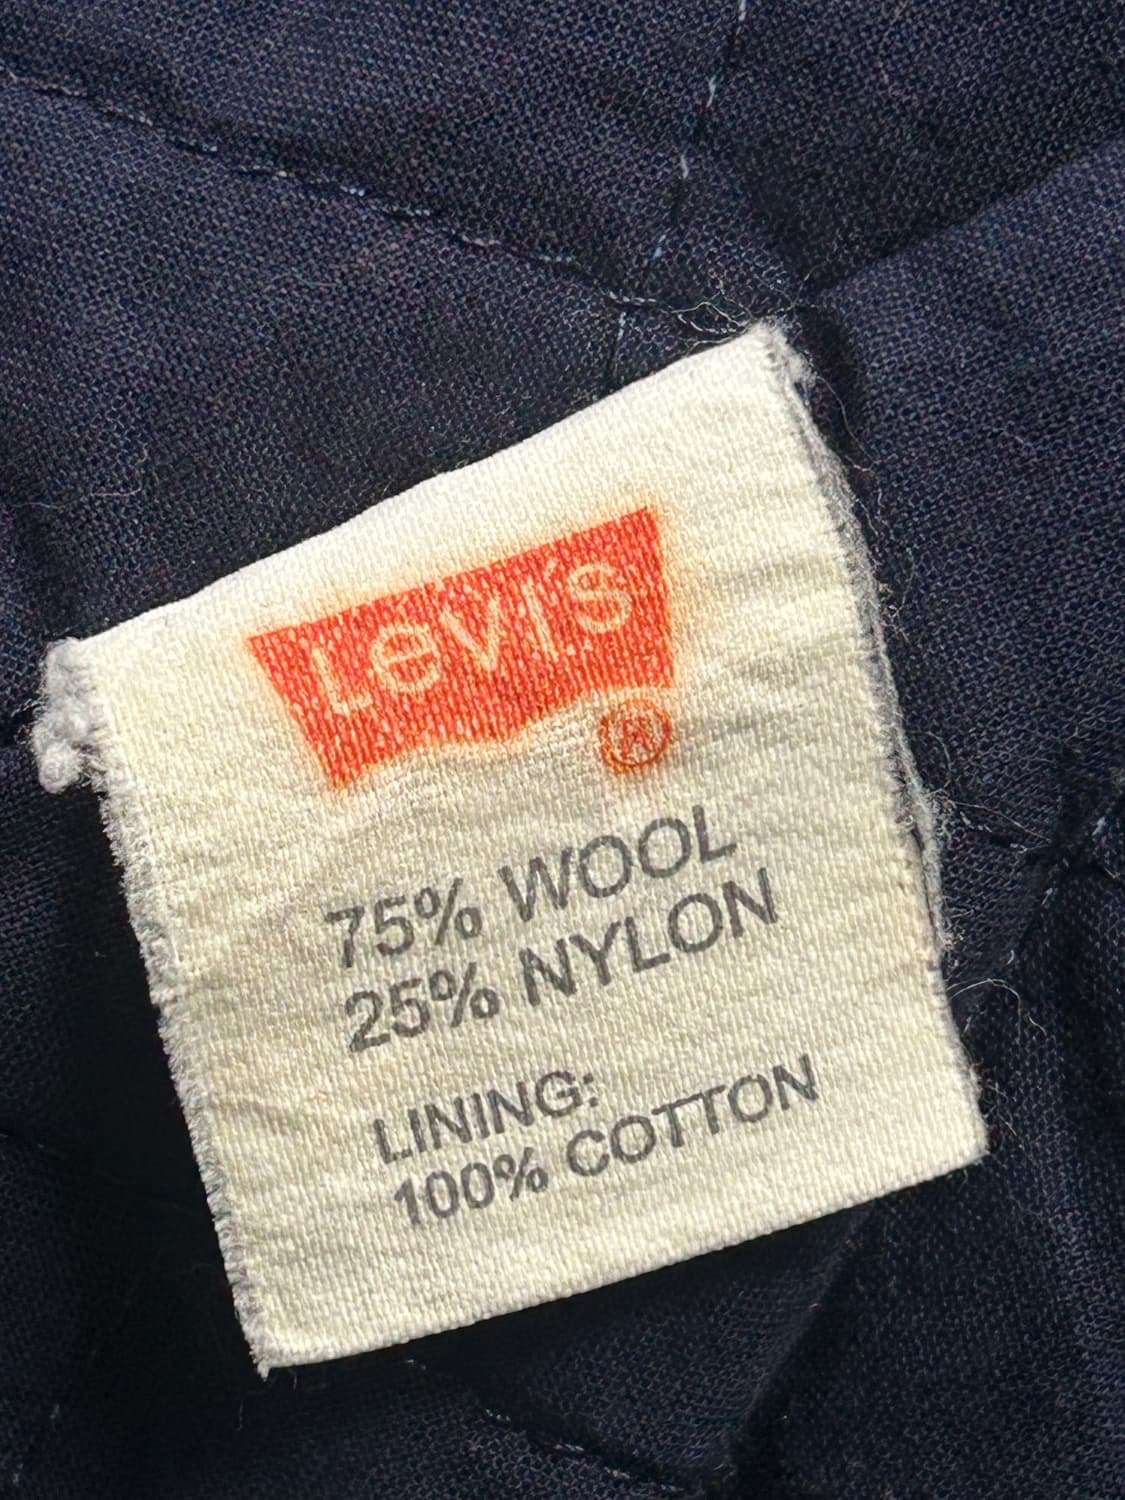 Levi's
®
75% WOOL
25% NYLON
LINING:
100% COTTON